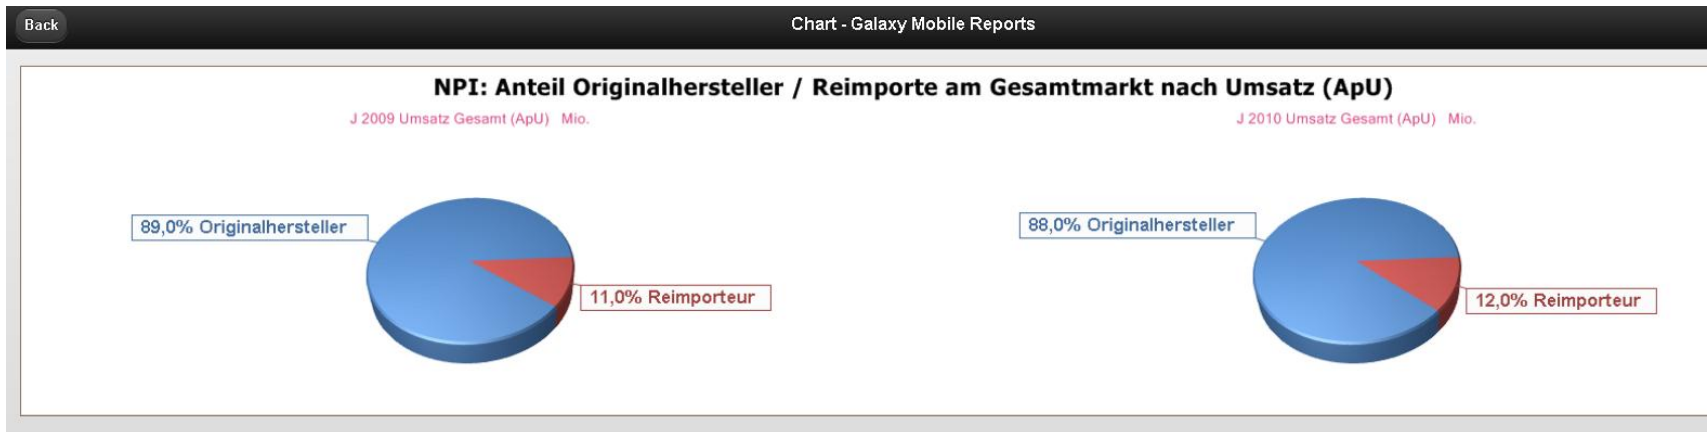 Back
Chart - Galaxy Mobile Reports
NPI: Anteil Originalhersteller / Reimporte am Gesamtmarkt nach Umsatz (ApU)
J 2009 Umsatz Gesamt (ApU) Mio.
J 2010 Umsatz Gesamt (ApU) Mio.
89,0% Originalhersteller
11,0% Reimporteur
88,0% Originalhersteller
12,0% Reimporteur